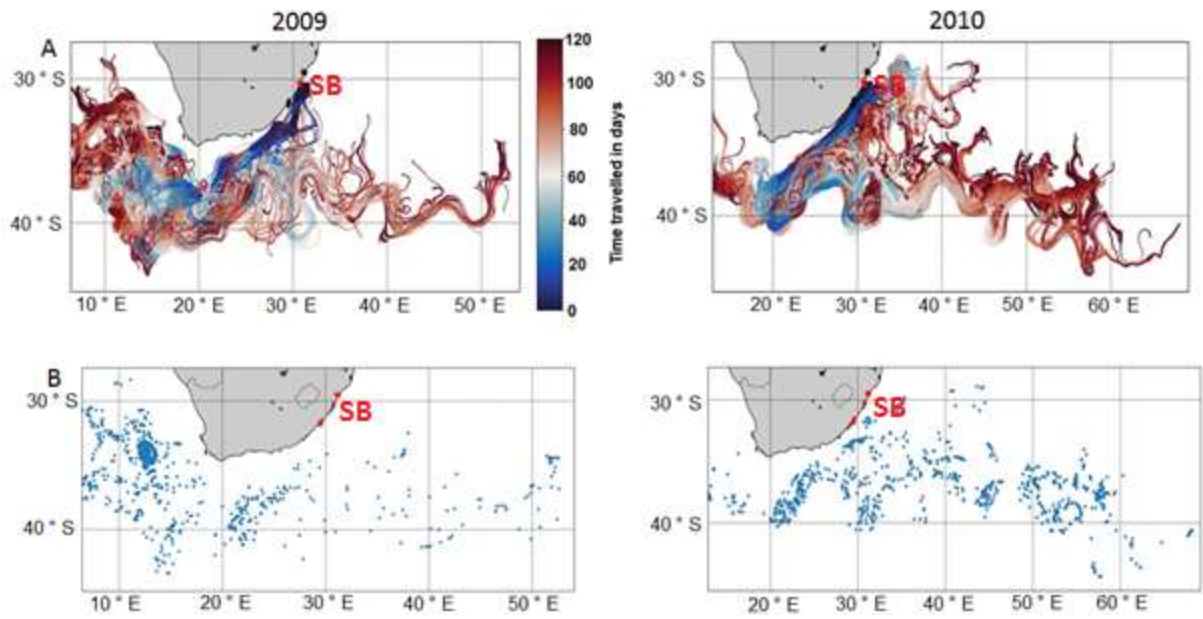 2009
2010
A
120
100
80
60
40
20
0
Time travelled in days
30 ° S
40 ° S
SB
10 ° E
20 ° E
30 ° E
40 ° E
50 ° E
30 ° S
40 ° S
SB
20 ° E
30 ° E
40 ° E
50 ° E
60 ° E
B
30 ° S
40 ° S
SB
10 ° E
20 ° E
30 ° E
40 ° E
50 ° E
30 ° S
40 ° S
SB
20 ° E
30 ° E
40 ° E
50 ° E
60 ° E